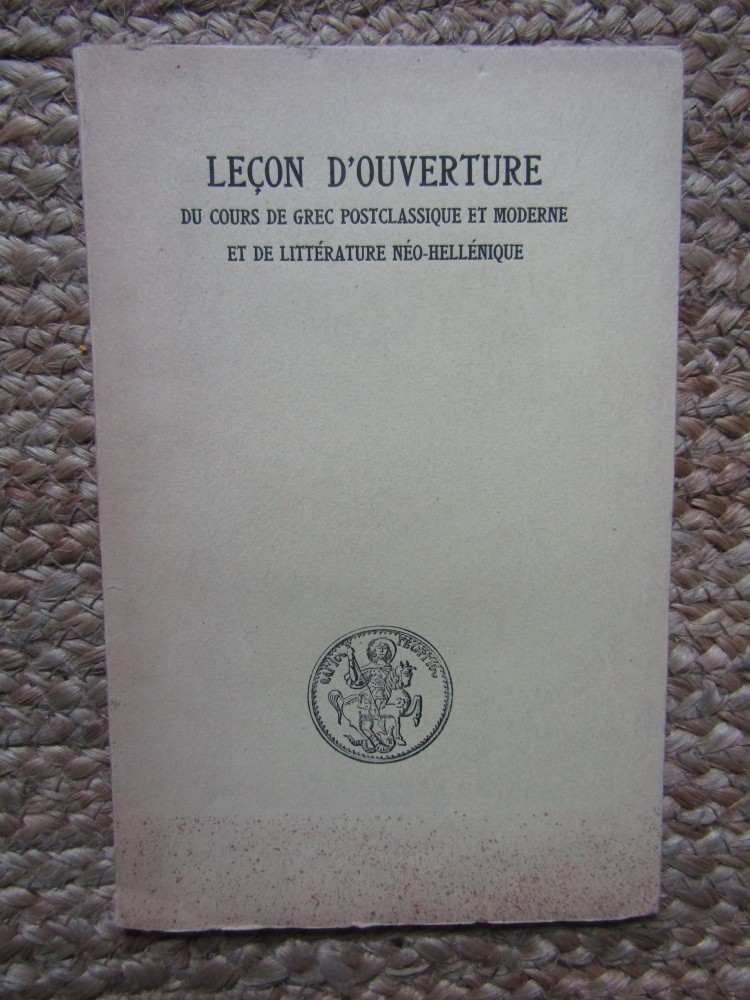 LEÇON D'OUVERTURE
DU COURS DE GREC POSTCLASSIQUE ET MODERNE
ET DE LITTÉRATURE NÉO-HELLÉNIQUE